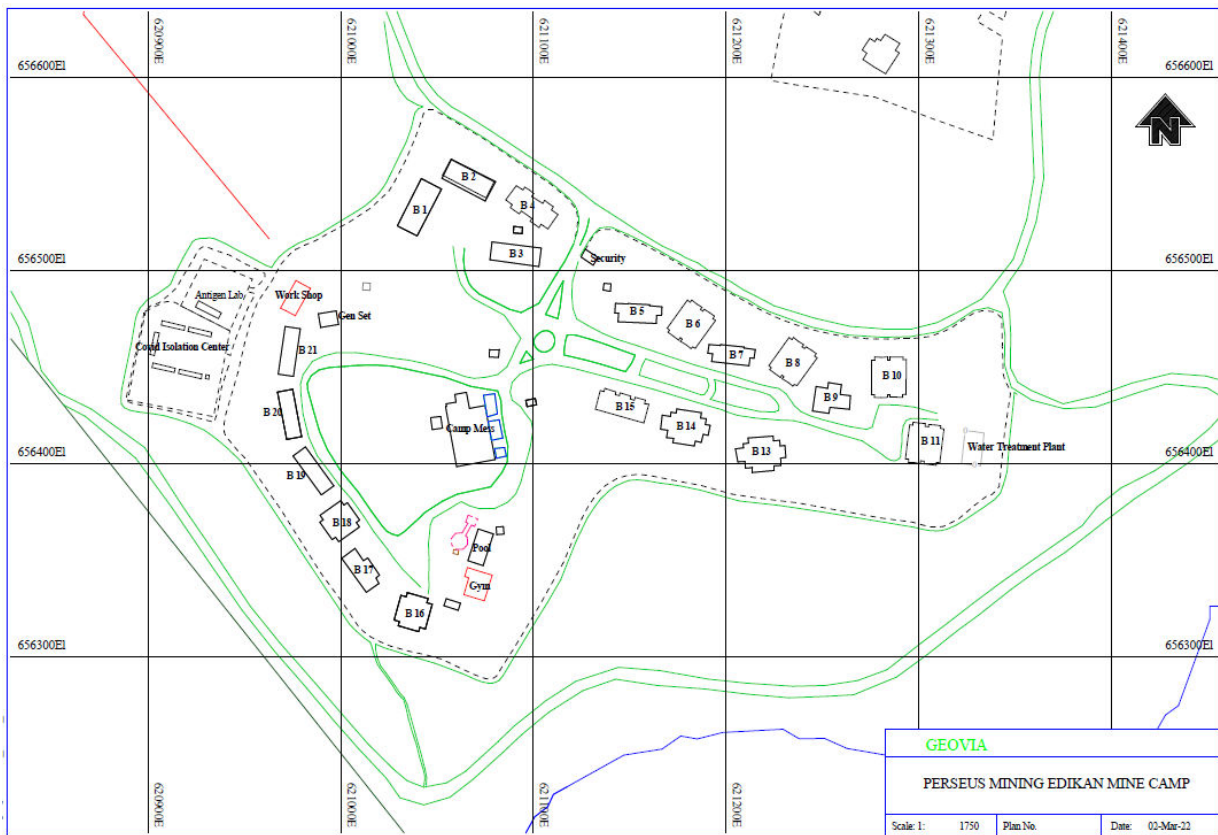 620900E
621000E
621100E
621200E
621300E
621400E
656600El
656600El
N
B 2
B 1
B 4
B 3
656500El
Security
656500El
Antigen Lab
Work Shop
Gen Set
B 5
B 6
Covid Isolation Center
B 21
B 7
B 8
B 10
B 9
B 20
B 15
Camp Mess
B 14
B 11
B 13
Water Treatment Plant
656400El
656400El
B 19
B 18
Pool
B 17
Gym
B 16
656300El
656300El
GEOVIA
PERSEUS MINING EDIKAN MINE CAMP
620900E
621000E
621100E
621200E
Scale: 1: 1750 Plan No. Date: 02-Mar-22